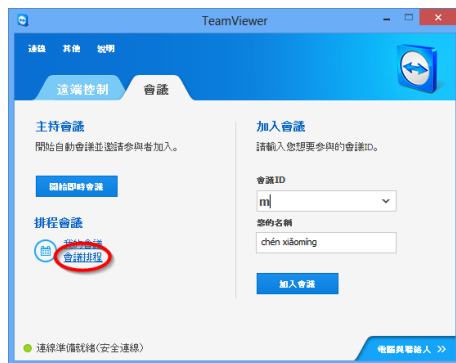 TeamViewer
連線 其他 說明
遠端控制 會議
主持會議
開始自動會議並邀請參與者加入。
開始即時會議
排程會議
我的會議
會議排程
加入會議
請輸入您想要參與的會議ID。
會議ID
m
您的名稱
chén xiǎomíng
加入會議
連線準備就緒(安全連線)
電腦與聯絡人 >>